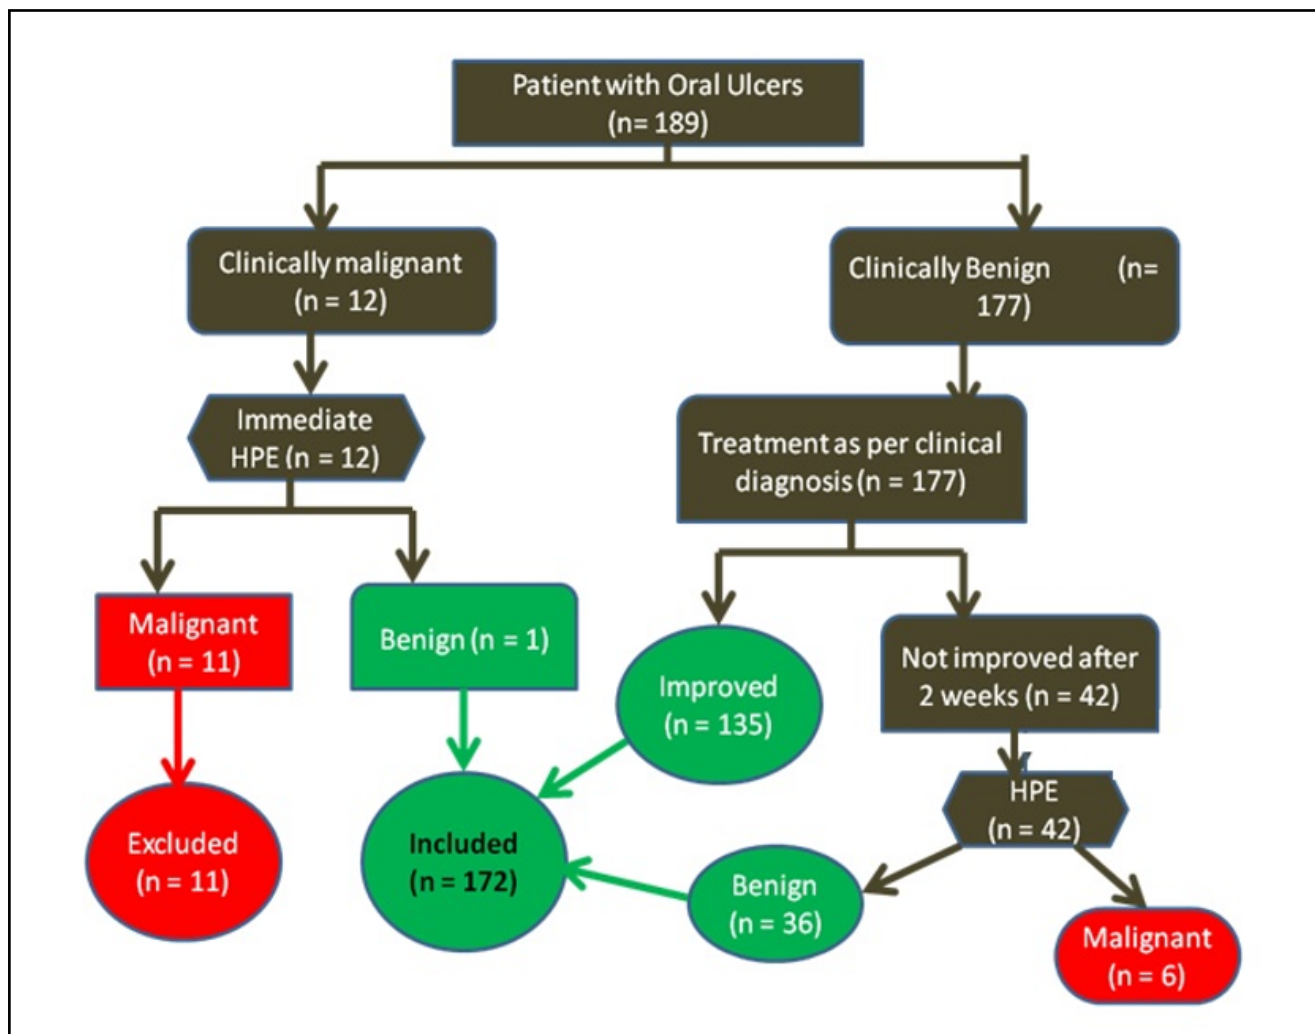 Patient with Oral Ulcers
(n= 189)
Clinically malignant
(n = 12)
Clinically Benign (n=
177)
Immediate
HPE (n = 12)
Treatment as per clinical
diagnosis (n = 177)
Malignant
(n = 11)
Benign (n = 1)
Improved
(n = 135)
Not improved after
2 weeks (n = 42)
HPE
(n = 42)
Excluded
(n = 11)
Included
(n = 172)
Benign
(n = 36)
Malignant
(n = 6)